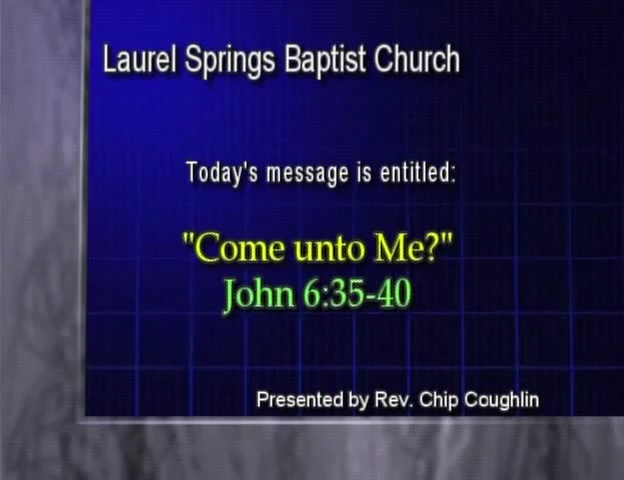 Laurel Springs Baptist Church
Today's message is entitled:
"Come unto Me?"
John 6:35-40
Presented by Rev. Chip Coughlin